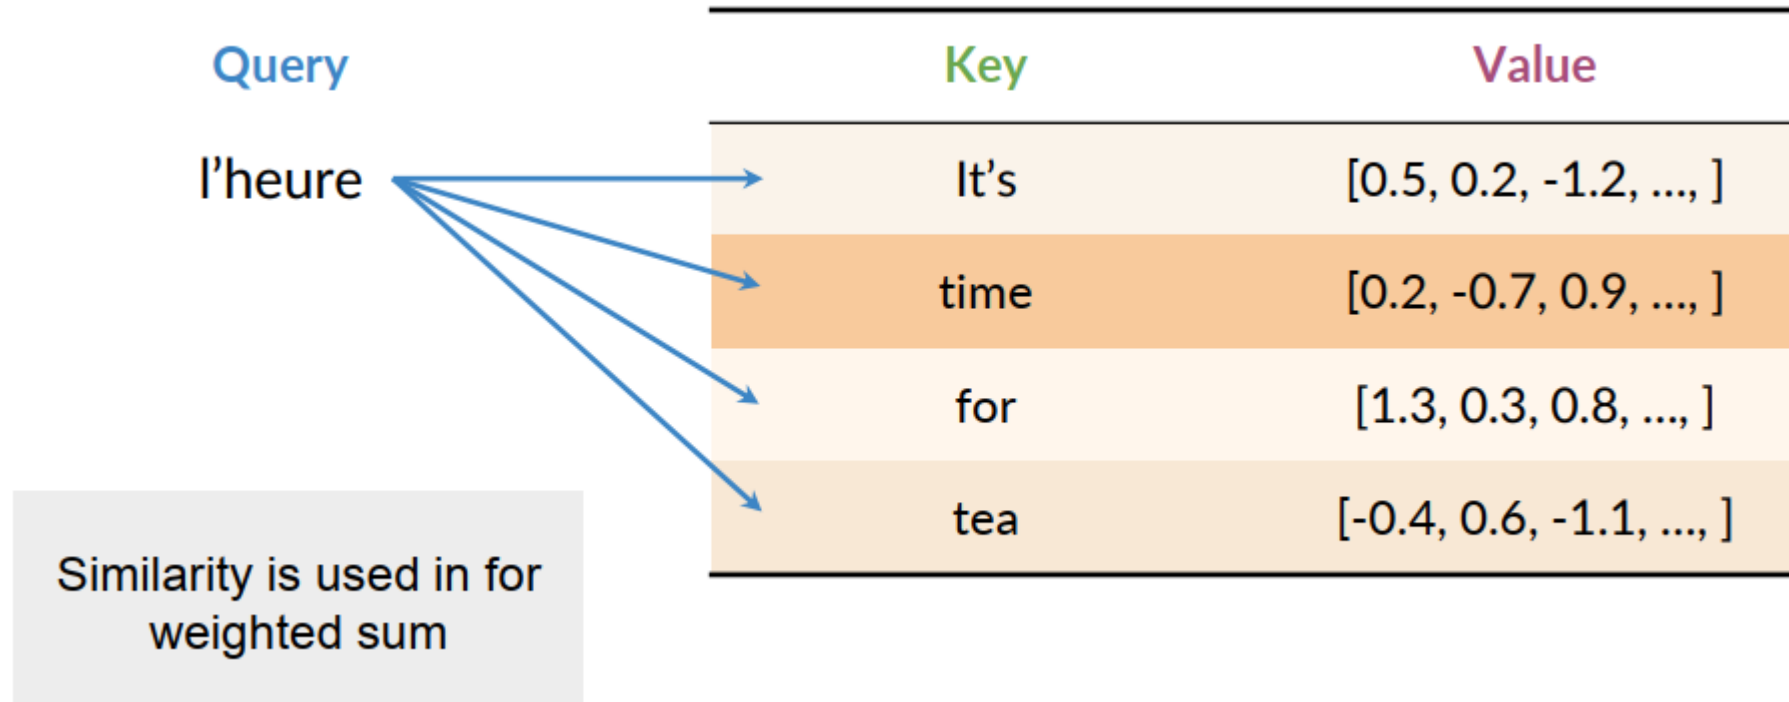 Query Key Value
l’heure It’s [0.5, 0.2, -1.2, ..., ]
time [0.2, -0.7, 0.9, ..., ]
for [1.3, 0.3, 0.8, ..., ]
tea [-0.4, 0.6, -1.1, ..., ]
Similarity is used in for
weighted sum